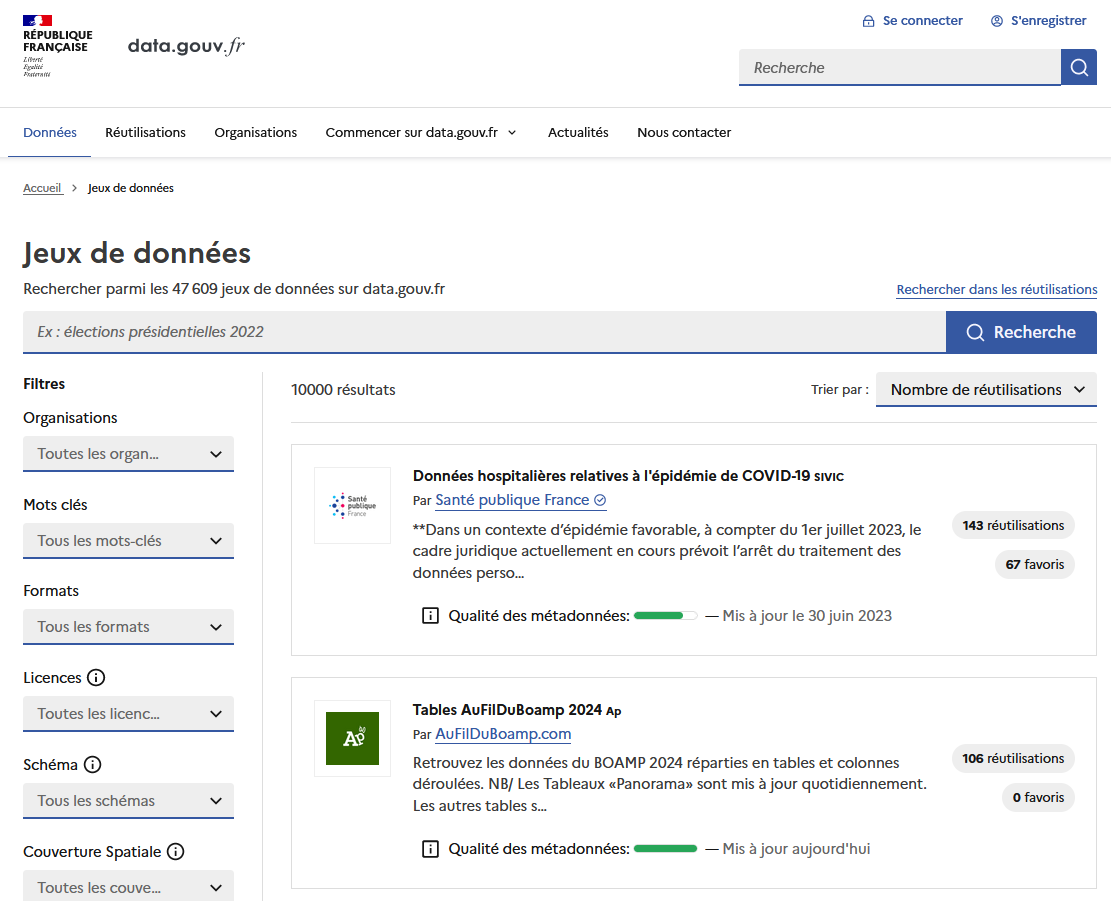 RÉPUBLIQUE
FRANÇAISE
Liberté
Égalité
Fraternité
data.gouv.fr
Se connecter
S'enregistrer
Recherche
Données
Réutilisations
Organisations
Commencer sur data.gouv.fr
Actualités
Nous contacter
Accueil > Jeux de données
Jeux de données
Rechercher parmi les 47 609 jeux de données sur data.gouv.fr
Rechercher dans les réutilisations
Ex : élections présidentielles 2022
Recherche
Filtres
Organisations
Toutes les organ...
Mots clés
Tous les mots-clés
Formats
Tous les formats
Licences
Toutes les licenc...
Schéma
Tous les schémas
Couverture Spatiale
Toutes les couve...
10000 résultats
Trier par :
Nombre de réutilisations
Santé
publique
France
Données hospitalières relatives à l'épidémie de COVID-19 SIVIC
Par Santé publique France
**Dans un contexte d’épidémie favorable, à compter du 1er juillet 2023, le
cadre juridique actuellement en cours prévoit l’arrêt du traitement des
données perso...
143 réutilisations
67 favoris
Qualité des métadonnées:
— Mis à jour le 30 juin 2023
Ap
Tables AuFilDuBoamp 2024 Ap
Par AuFilDuBoamp.com
Retrouvez les données du BOAMP 2024 réparties en tables et colonnes
déroulées. NB/ Les Tableaux «Panorama» sont mis à jour quotidiennement.
Les autres tables s...
106 réutilisations
0 favoris
Qualité des métadonnées:
— Mis à jour aujourd'hui